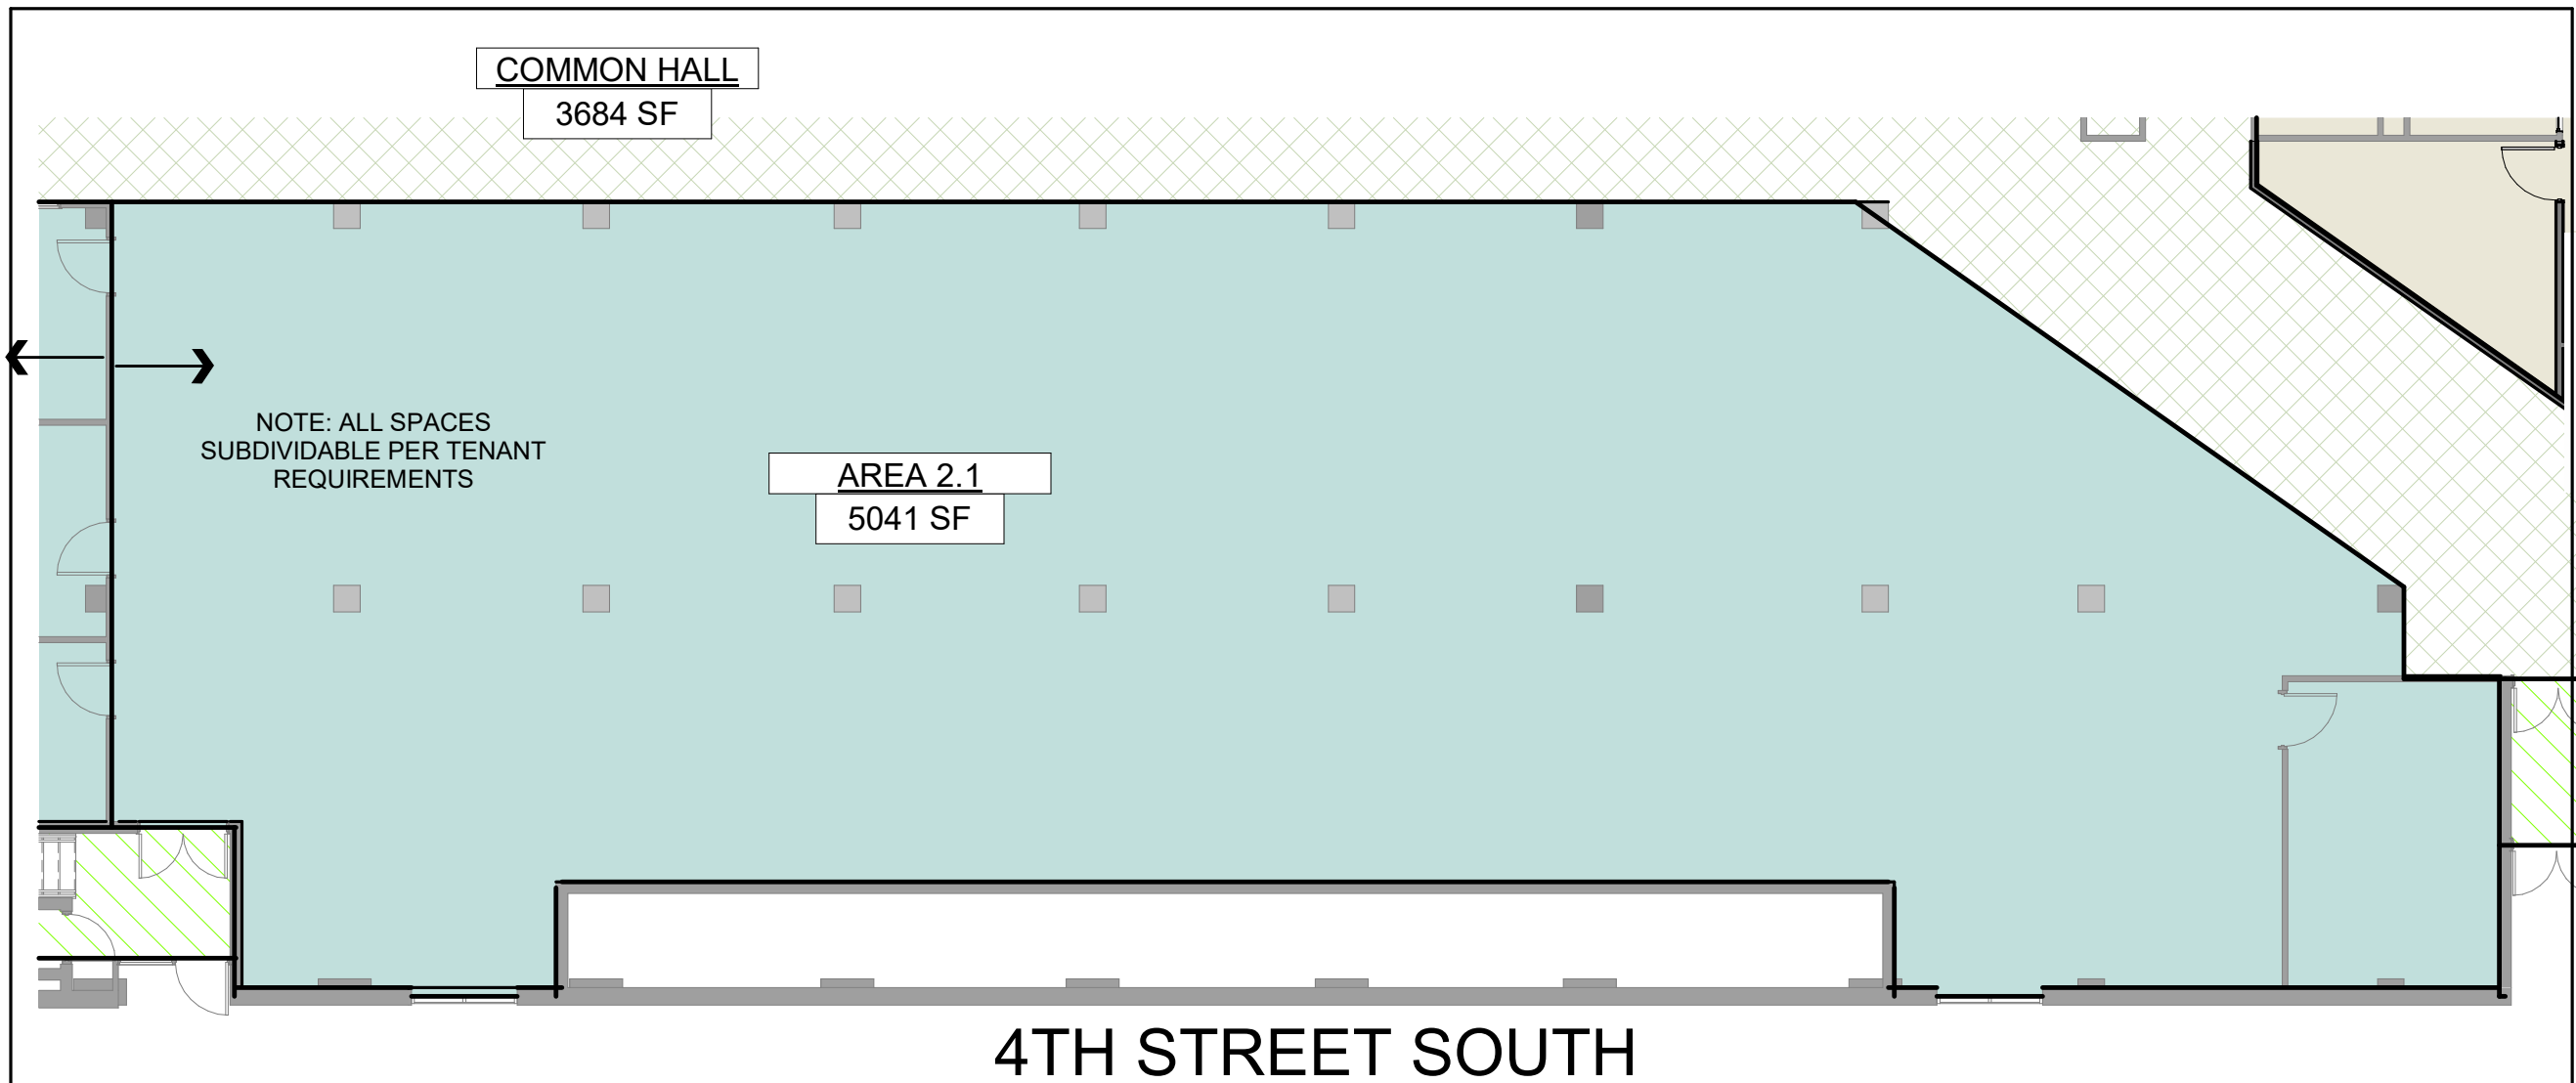 COMMON HALL
3684 SF
NOTE: ALL SPACES
SUBDIVIDABLE PER TENANT
REQUIREMENTS
AREA 2.1
5041 SF
4TH STREET SOUTH